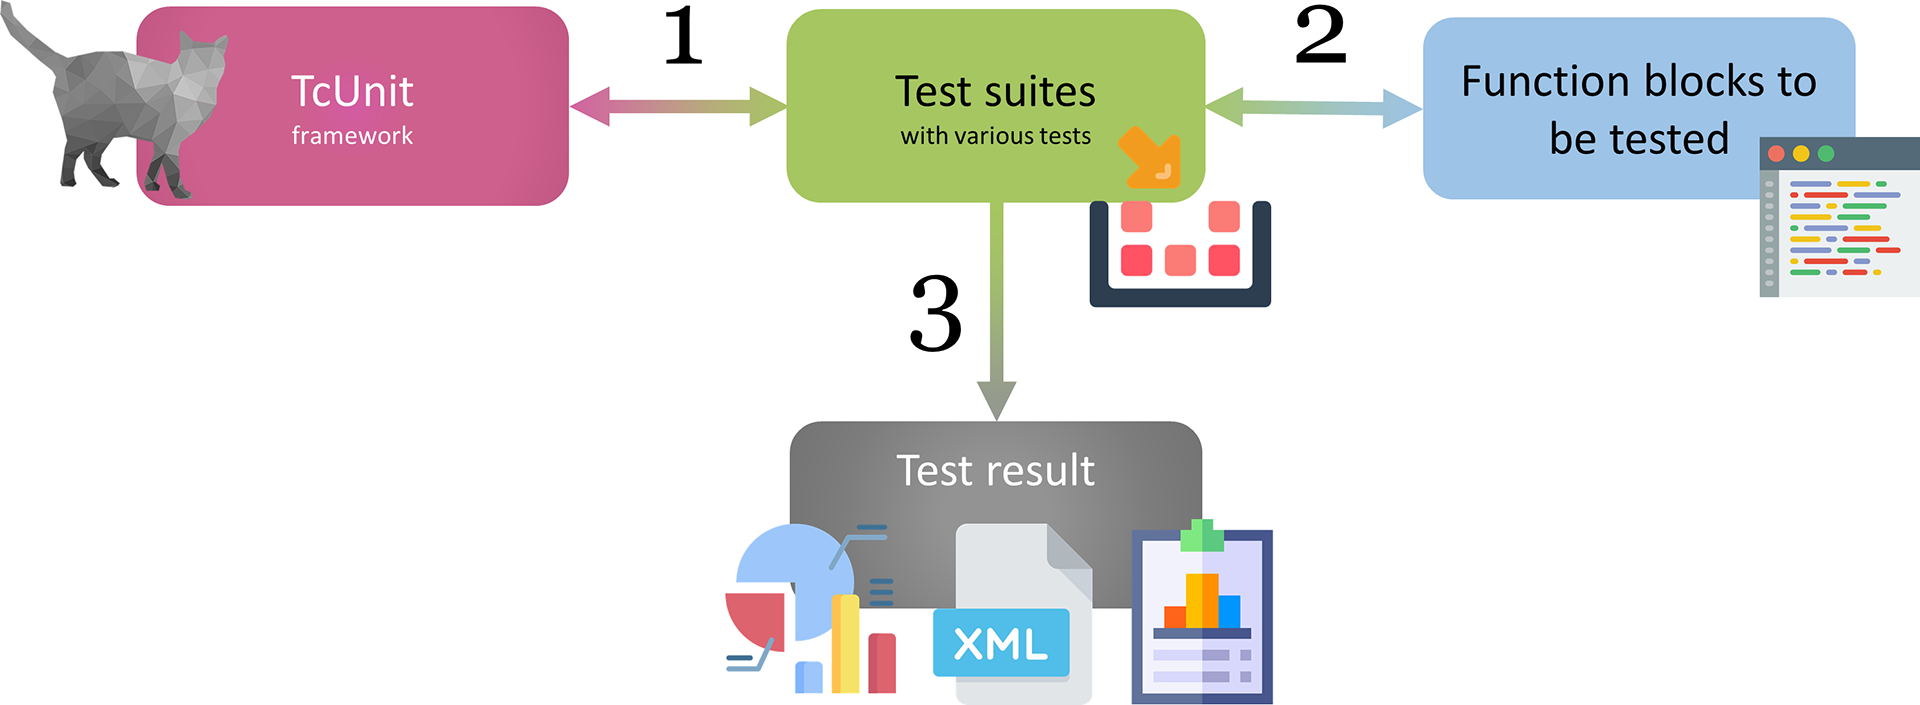 1
2
TcUnit
framework
Test suites
with various tests
Function blocks to
be tested
3
Test result
XML